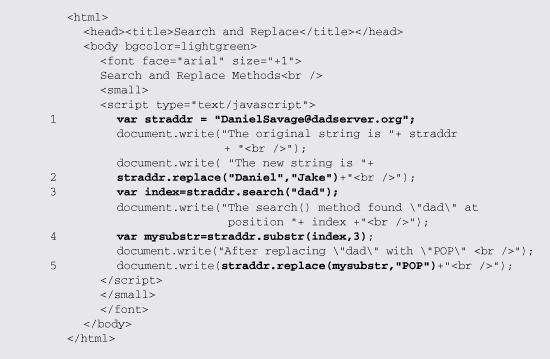 <html>
<head><title>Search and Replace</title></head>
<body bgcolor=lightgreen>
<font face="arial" size="+1">
Search and Replace Methods<br />
<small>
<script type="text/javascript">
1 var straddr = "DanielSavage@dadserver.org";
document.write("The original string is "+ straddr
+ "<br />");
document.write( "The new string is "+
2 straddr.replace("Daniel","Jake")+"<br />");
3 var index=straddr.search("dad");
document.write("The search() method found \"dad\" at
position "+ index +"<br />");
4 var mysubstr=straddr.substr(index,3);
document.write("After replacing \"dad\" with \"POP\" <br />");
5 document.write(straddr.replace(mysubstr,"POP")+"<br />");
</script>
</small>
</font>
</body>
</html>